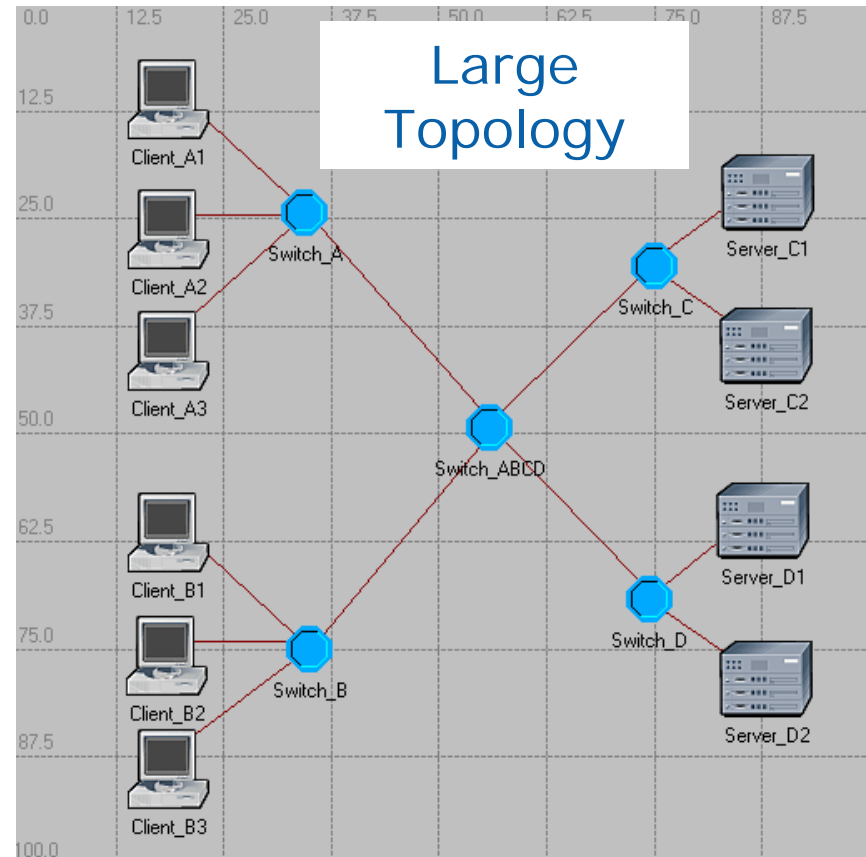 0.0 12.5 25.0 37.5 50.0 62.5 75.0 87.5
Large
Topology
12.5
Client_A1
25.0
Switch_A
Server_C1
Client_A2
Switch_C
37.5
Client_A3
Server_C2
50.0
Switch_ABCD
62.5
Client_B1
Server_D1
75.0
Switch_D
Switch_B
Client_B2
Server_D2
87.5
Client_B3
100.0